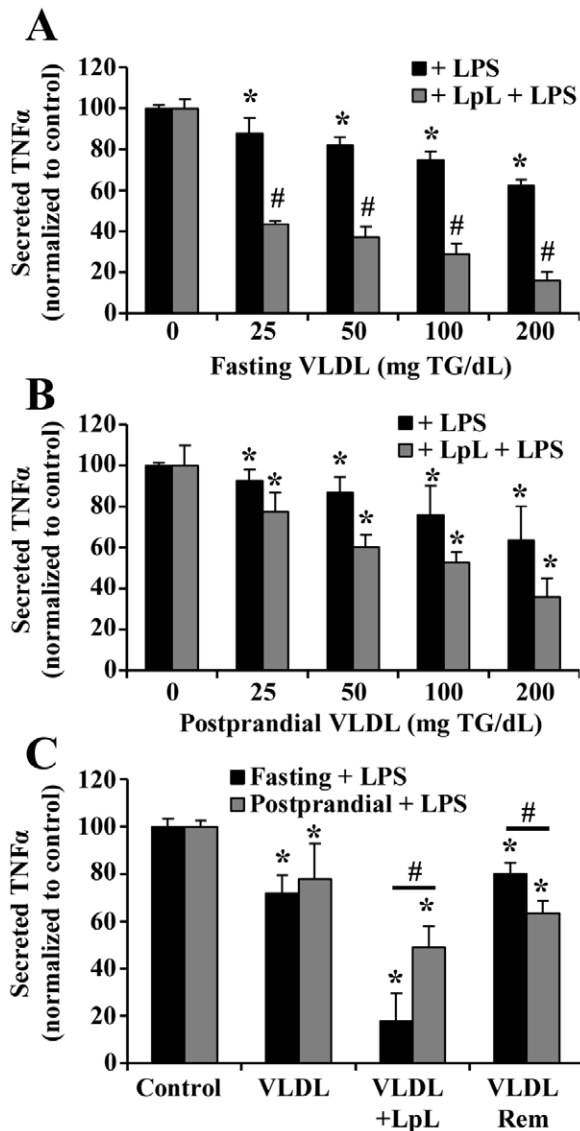 A
Secreted TNFα
(normalized to control)
120
100
80
60
40
20
0
+ LPS
+ LpL + LPS
* * * *
# # # #
0 25 50 100 200
Fasting VLDL (mg TG/dL)
B
Secreted TNFα
(normalized to control)
120
100
80
60
40
20
0
+ LPS
+ LpL + LPS
* * * *
* * * *
0 25 50 100 200
Postprandial VLDL (mg TG/dL)
C
Secreted TNFα
(normalized to control)
120
100
80
60
40
20
0
Fasting + LPS
Postprandial + LPS
# #
* * * * * *
Control VLDL VLDL VLDL
+LpL Rem